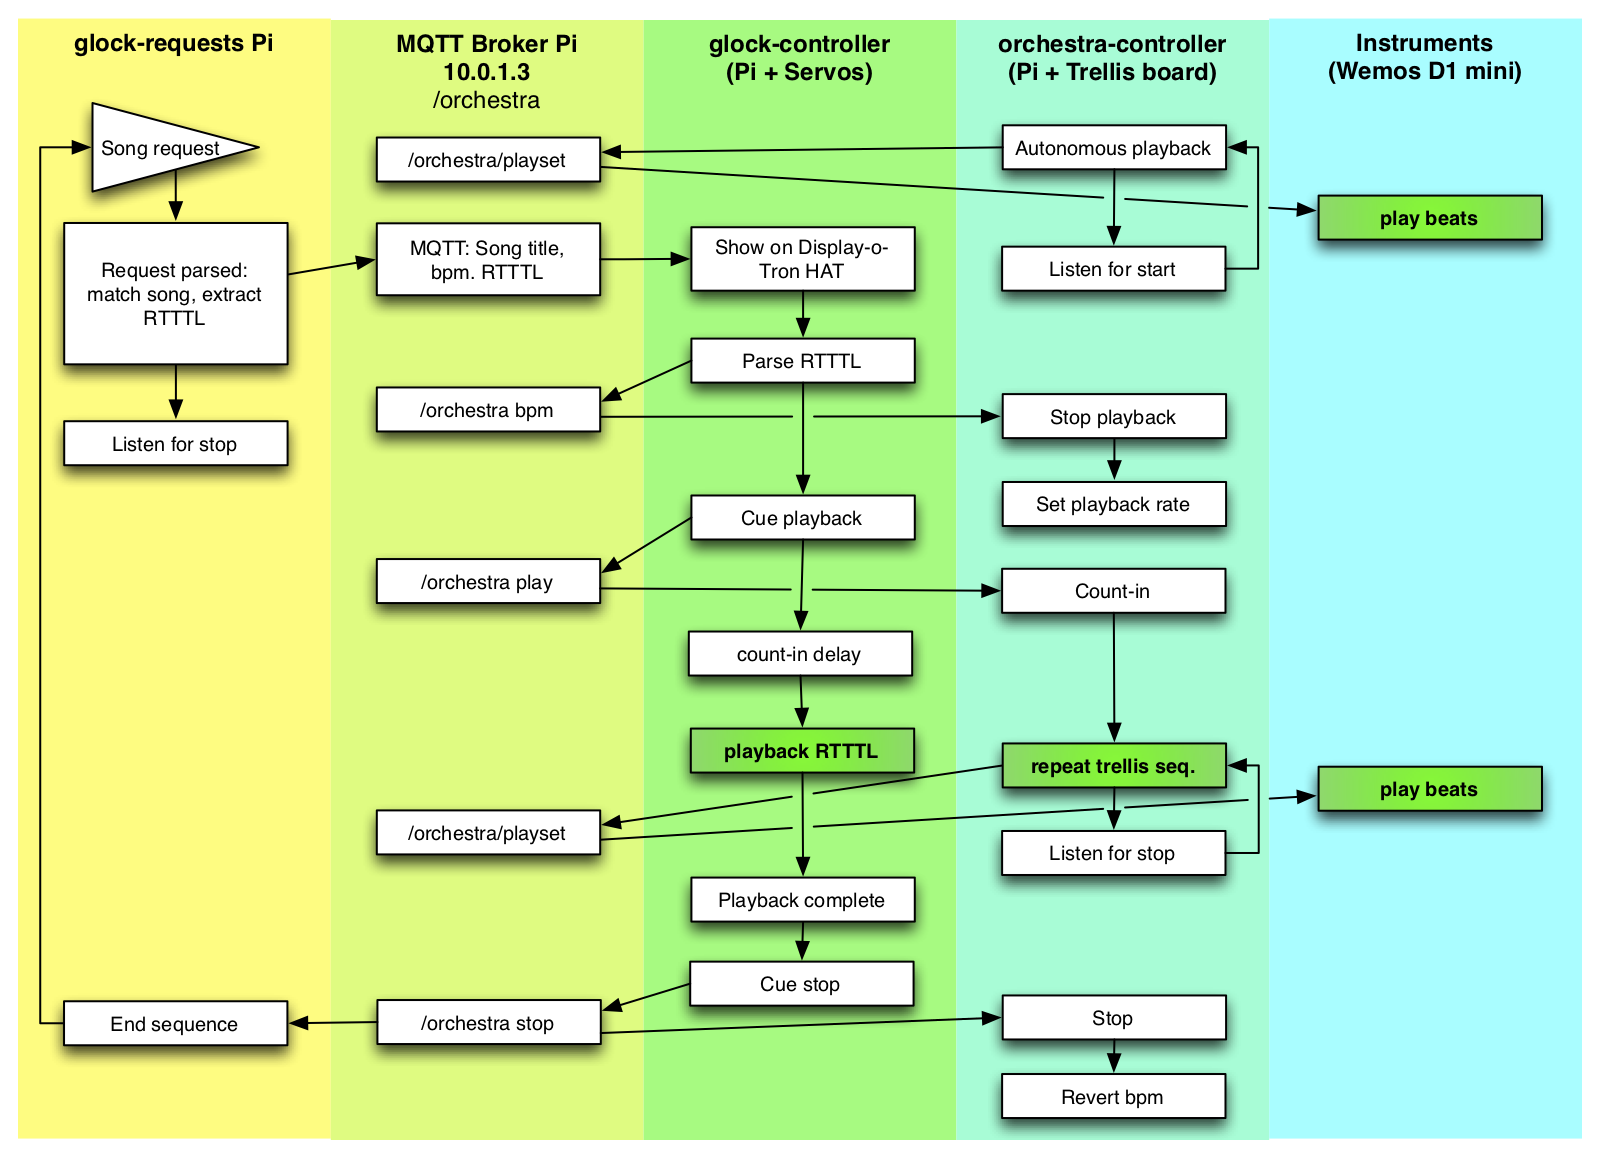 glock-requests Pi
MQTT Broker Pi
10.0.1.3
/orchestra
glock-controller
(Pi + Servos)
orchestra-controller
(Pi + Trellis board)
Instruments
(Wemos D1 mini)
Song request
/orchestra/playset
Autonomous playback
play beats
Request parsed:
match song, extract
RTTTL
MQTT: Song title,
bpm. RTTTL
Show on Display-o-
Tron HAT
Listen for start
Parse RTTTL
/orchestra bpm
Stop playback
Listen for stop
Set playback rate
Cue playback
/orchestra play
Count-in
count-in delay
playback RTTTL
repeat trellis seq.
play beats
/orchestra/playset
Listen for stop
Playback complete
Cue stop
End sequence
/orchestra stop
Stop
Revert bpm